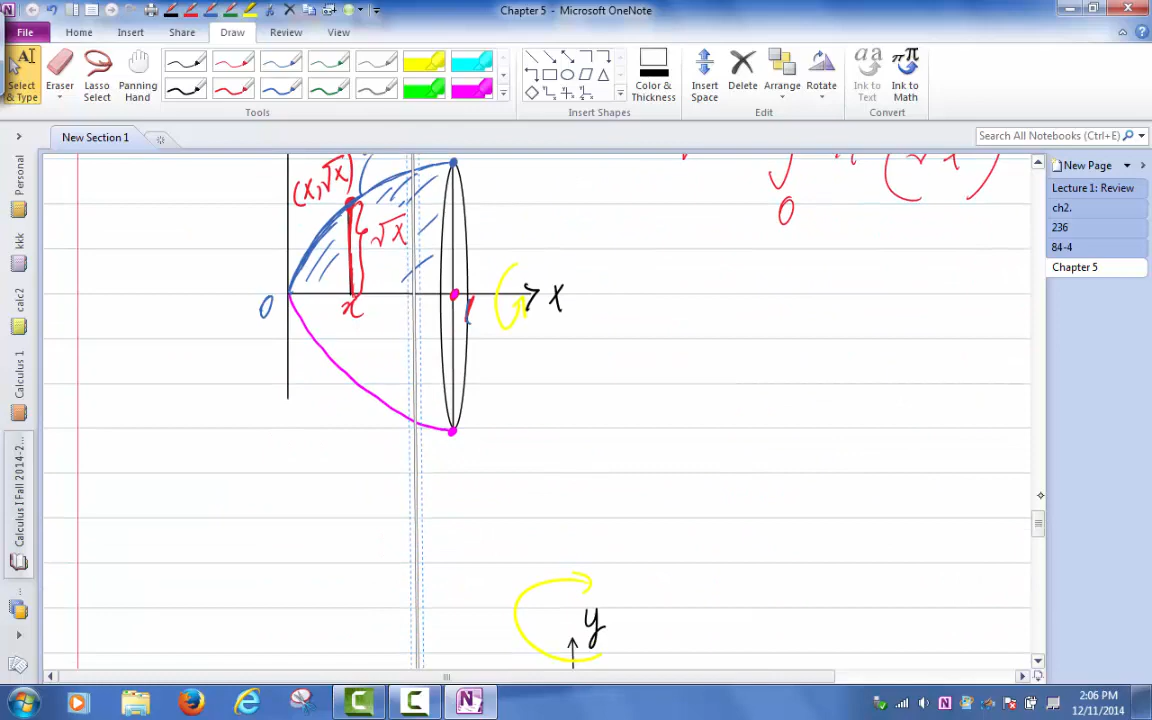 Chapter 5 - Microsoft OneNote
File Home Insert Share Draw Review View
Select & Type
Eraser
Lasso Select
Panning Hand
Color & Thickness
Insert Space
Delete
Arrange
Rotate
Ink to Text
Ink to Math
Tools
Insert Shapes
Edit
Convert
New Section 1
Search All Notebooks (Ctrl+E)
New Page
Lecture 1: Review
ch2.
236
84-4
Chapter 5
Personal
kkk
calc2
Calculus 1
Calculus I Fall 2014-2...
(x, √x)
√x
0
x
1
X
0
y
2:06 PM
12/11/2014